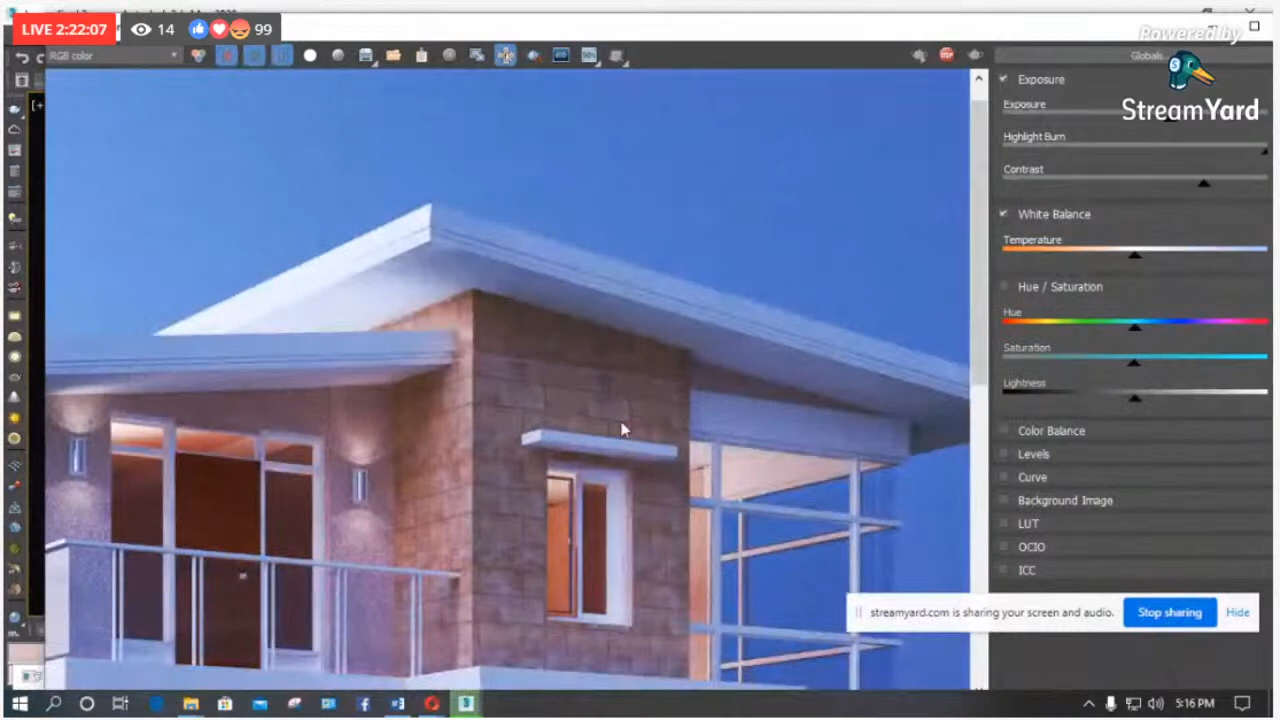 LIVE 2:22:07
14
99
Powered by
StreamYard
RGB color
Globals
Exposure
Exposure
Highlight Burn
Contrast
White Balance
Temperature
Hue / Saturation
Hue
Saturation
Lightness
Color Balance
Levels
Curve
Background Image
LUT
OCIO
ICC
streamyard.com is sharing your screen and audio.
Stop sharing
Hide
5:16 PM